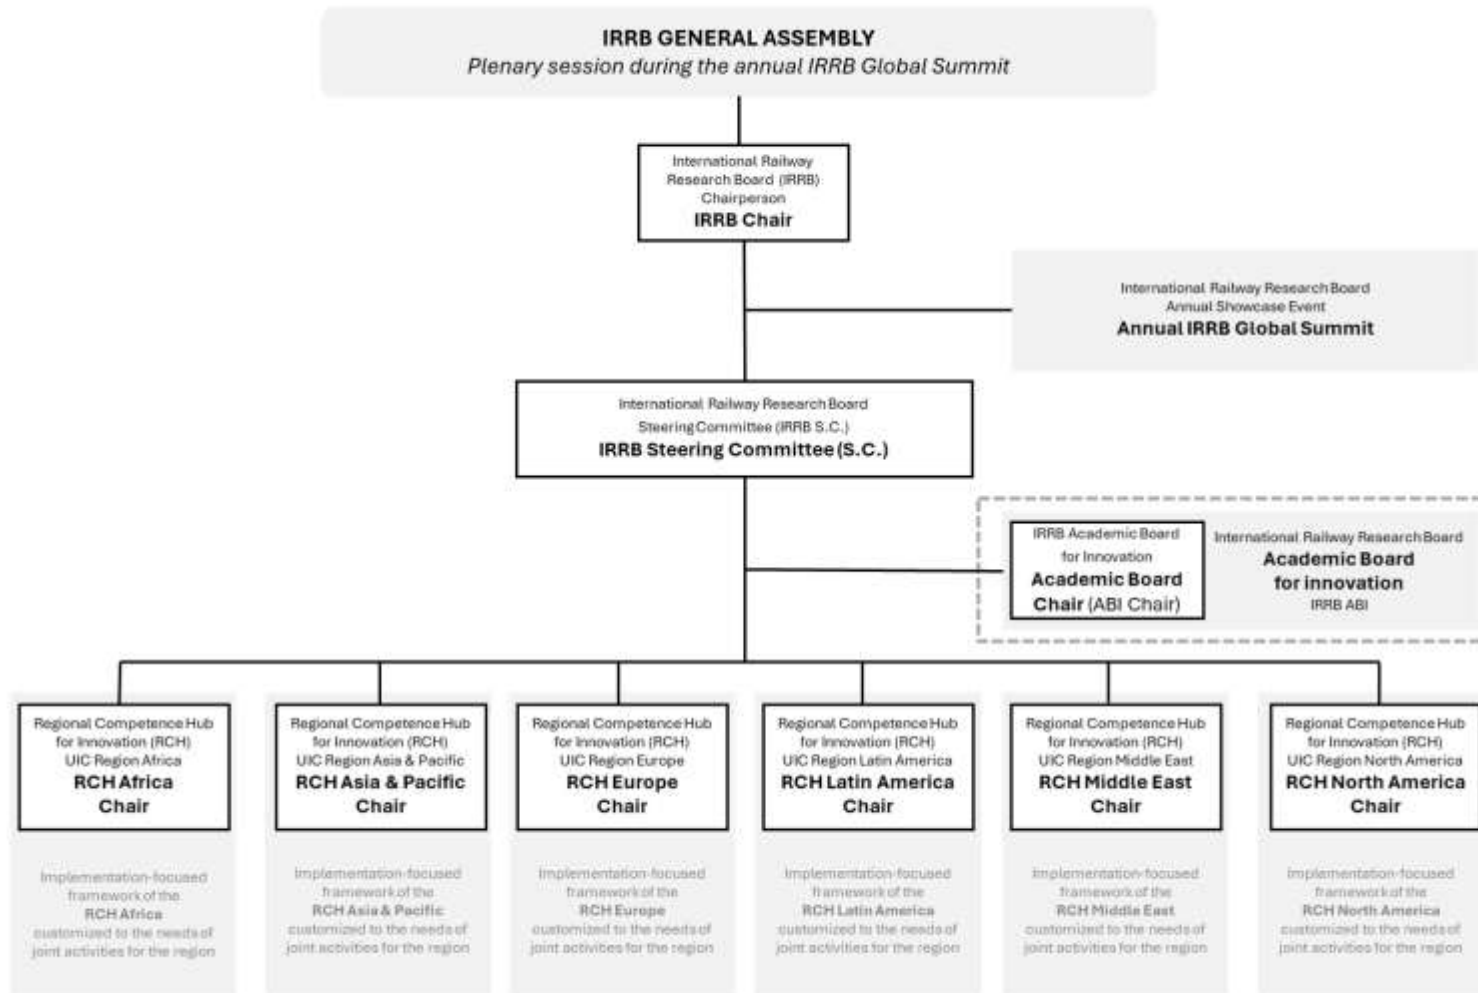 IRRB GENERAL ASSEMBLY
Plenary session during the annual IRRB Global Summit
International Railway
Research Board (IRRB)
Chairperson
IRRB Chair
International Railway Research Board
Annual Showcase Event
Annual IRRB Global Summit
International Railway Research Board
Steering Committee (IRRB S.C.)
IRRB Steering Committee (S.C.)
IRRB Academic Board
for Innovation
Academic Board
Chair (ABI Chair)
International Railway Research Board
Academic Board
for innovation
IRRB ABI
Regional Competence Hub
for Innovation (RCH)
UIC Region Africa
RCH Africa
Chair
Regional Competence Hub
for Innovation (RCH)
UIC Region Asia & Pacific
RCH Asia & Pacific
Chair
Regional Competence Hub
for Innovation (RCH)
UIC Region Europe
RCH Europe
Chair
Regional Competence Hub
for Innovation (RCH)
UIC Region Latin America
RCH Latin America
Chair
Regional Competence Hub
for Innovation (RCH)
UIC Region Middle East
RCH Middle East
Chair
Regional Competence Hub
for Innovation (RCH)
UIC Region North America
RCH North America
Chair
Implementation-focused
framework of the
RCH Africa
customized to the needs of
joint activities for the region
Implementation-focused
framework of the
RCH Asia & Pacific
customized to the needs of
joint activities for the region
Implementation-focused
framework of the
RCH Europe
customized to the needs of
joint activities for the region
Implementation-focused
framework of the
RCH Latin America
customized to the needs of
joint activities for the region
Implementation-focused
framework of the
RCH Middle East
customized to the needs of
joint activities for the region
Implementation-focused
framework of the
RCH North America
customized to the needs of
joint activities for the region